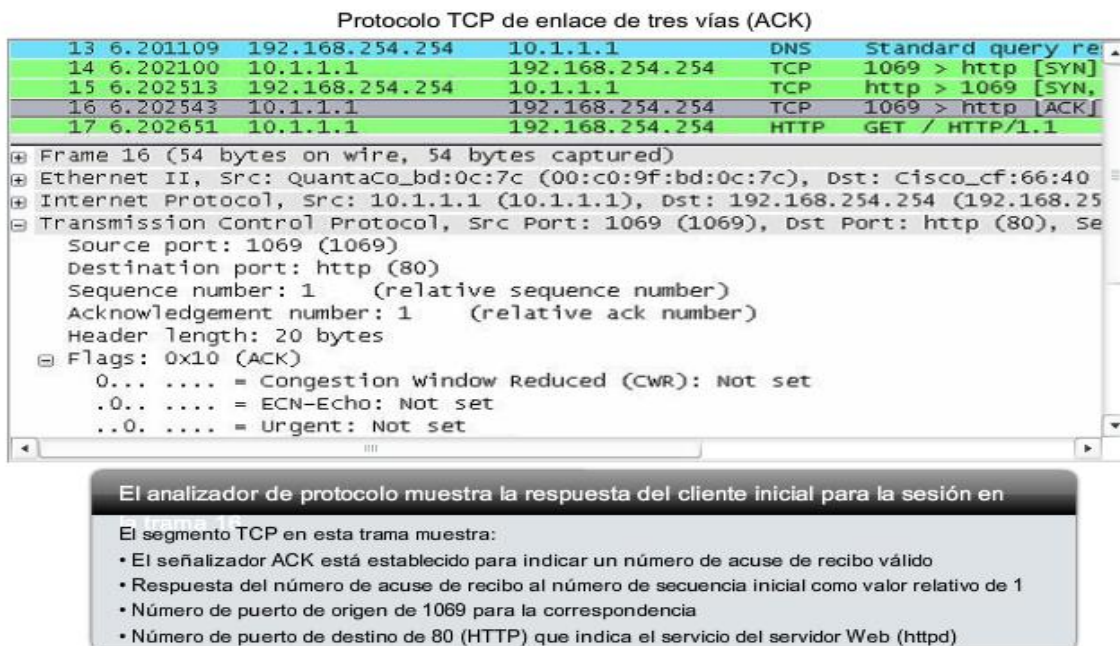 Protocolo TCP de enlace de tres vías (ACK)
13 6.201109 192.168.254.254 10.1.1.1 DNS Standard query re
14 6.202100 10.1.1.1 192.168.254.254 TCP 1069 > http [SYN]
15 6.202513 192.168.254.254 10.1.1.1 TCP http > 1069 [SYN,
16 6.202543 10.1.1.1 192.168.254.254 TCP 1069 > http [ACK]
17 6.202651 10.1.1.1 192.168.254.254 HTTP GET / HTTP/1.1
Frame 16 (54 bytes on wire, 54 bytes captured)
Ethernet II, Src: QuantaCo_bd:0c:7c (00:c0:9f:bd:0c:7c), Dst: Cisco_cf:66:40
Internet Protocol, Src: 10.1.1.1 (10.1.1.1), Dst: 192.168.254.254 (192.168.25
Transmission Control Protocol, Src Port: 1069 (1069), Dst Port: http (80), Se
Source port: 1069 (1069)
Destination port: http (80)
Sequence number: 1 (relative sequence number)
Acknowledgement number: 1 (relative ack number)
Header length: 20 bytes
Flags: 0x10 (ACK)
0... .... = Congestion Window Reduced (CWR): Not set
.0.. .... = ECN-Echo: Not set
..0. .... = Urgent: Not set
El analizador de protocolo muestra la respuesta del cliente inicial para la sesión en
la trama 16
El segmento TCP en esta trama muestra:
• El señalizador ACK está establecido para indicar un número de acuse de recibo válido
• Respuesta del número de acuse de recibo al número de secuencia inicial como valor relativo de 1
• Número de puerto de origen de 1069 para la correspondencia
• Número de puerto de destino de 80 (HTTP) que indica el servicio del servidor Web (httpd)